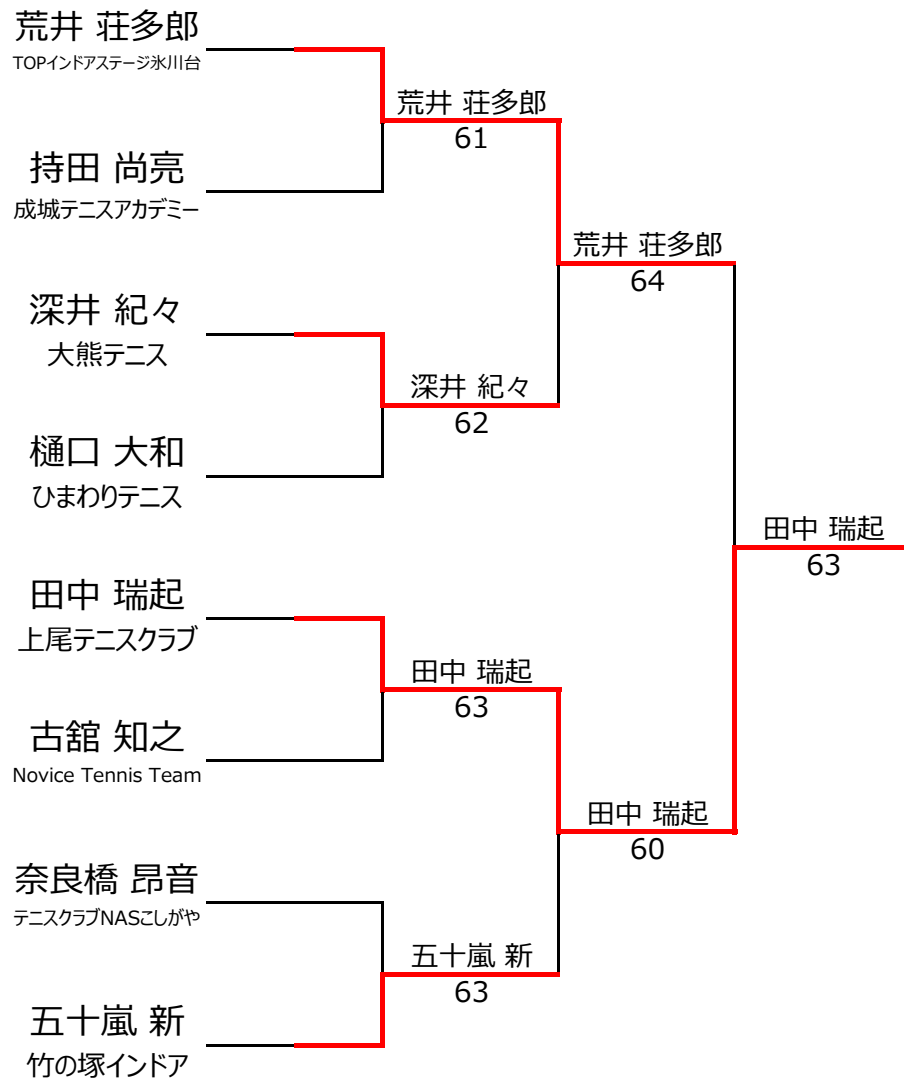 荒井 荘多郎
TOPインドアステージ氷川台
持田 尚亮
成城テニスアカデミー
深井 紀々
大熊テニス
樋口 大和
ひまわりテニス
田中 瑞起
上尾テニスクラブ
古舘 知之
Novice Tennis Team
奈良橋 昂音
テニスクラブNASこしがや
五十嵐 新
竹の塚インドア
荒井 荘多郎
61
深井 紀々
62
田中 瑞起
63
五十嵐 新
63
荒井 荘多郎
64
田中 瑞起
60
田中 瑞起
63